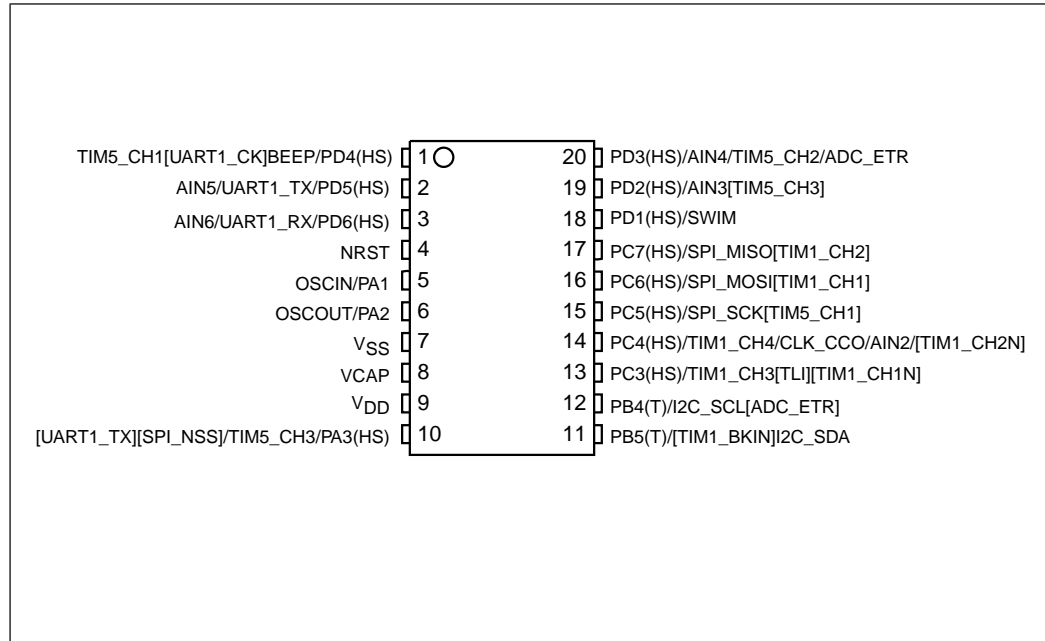 TIM5_CH1[UART1_CK]BEEP/PD4(HS) 1 20 PD3(HS)/AIN4/TIM5_CH2/ADC_ETR
AIN5/UART1_TX/PD5(HS) 2 19 PD2(HS)/AIN3[TIM5_CH3]
AIN6/UART1_RX/PD6(HS) 3 18 PD1(HS)/SWIM
NRST 4 17 PC7(HS)/SPI_MISO[TIM1_CH2]
OSCIN/PA1 5 16 PC6(HS)/SPI_MOSI[TIM1_CH1]
OSCOUT/PA2 6 15 PC5(HS)/SPI_SCK[TIM5_CH1]
VSS 7 14 PC4(HS)/TIM1_CH4/CLK_CCO/AIN2/[TIM1_CH2N]
VCAP 8 13 PC3(HS)/TIM1_CH3[TLI][TIM1_CH1N]
VDD 9 12 PB4(T)/I2C_SCL[ADC_ETR]
[UART1_TX][SPI_NSS]/TIM5_CH3/PA3(HS) 10 11 PB5(T)/[TIM1_BKIN]I2C_SDA